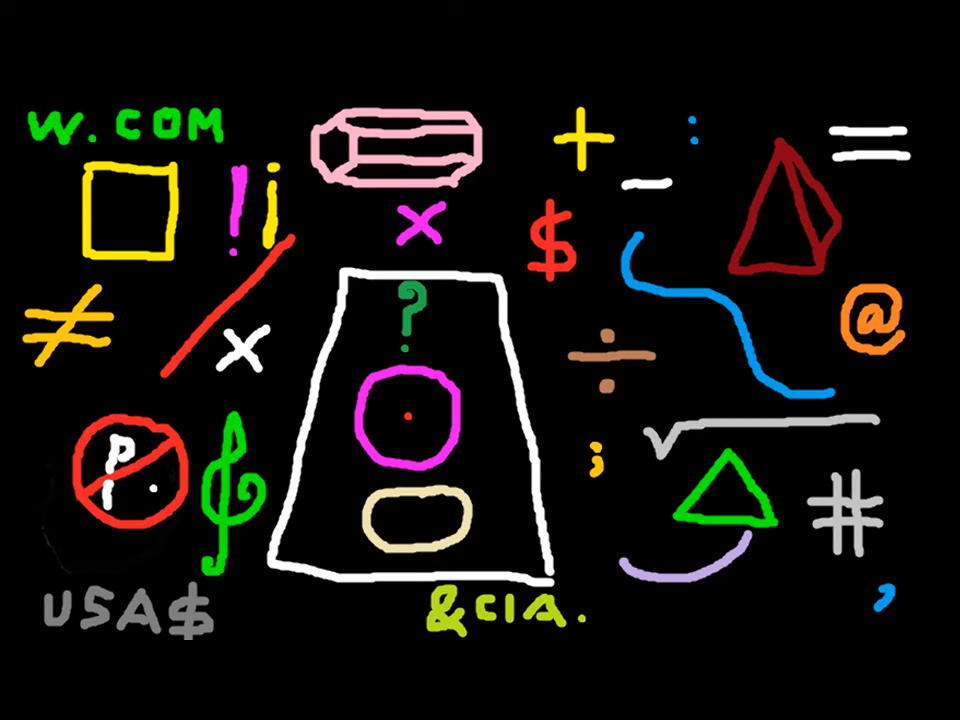 W. COM
+ : =
! i
−
x $
≠ ?
x ÷ @
P.
; √ #
USA$ &CIA. ,